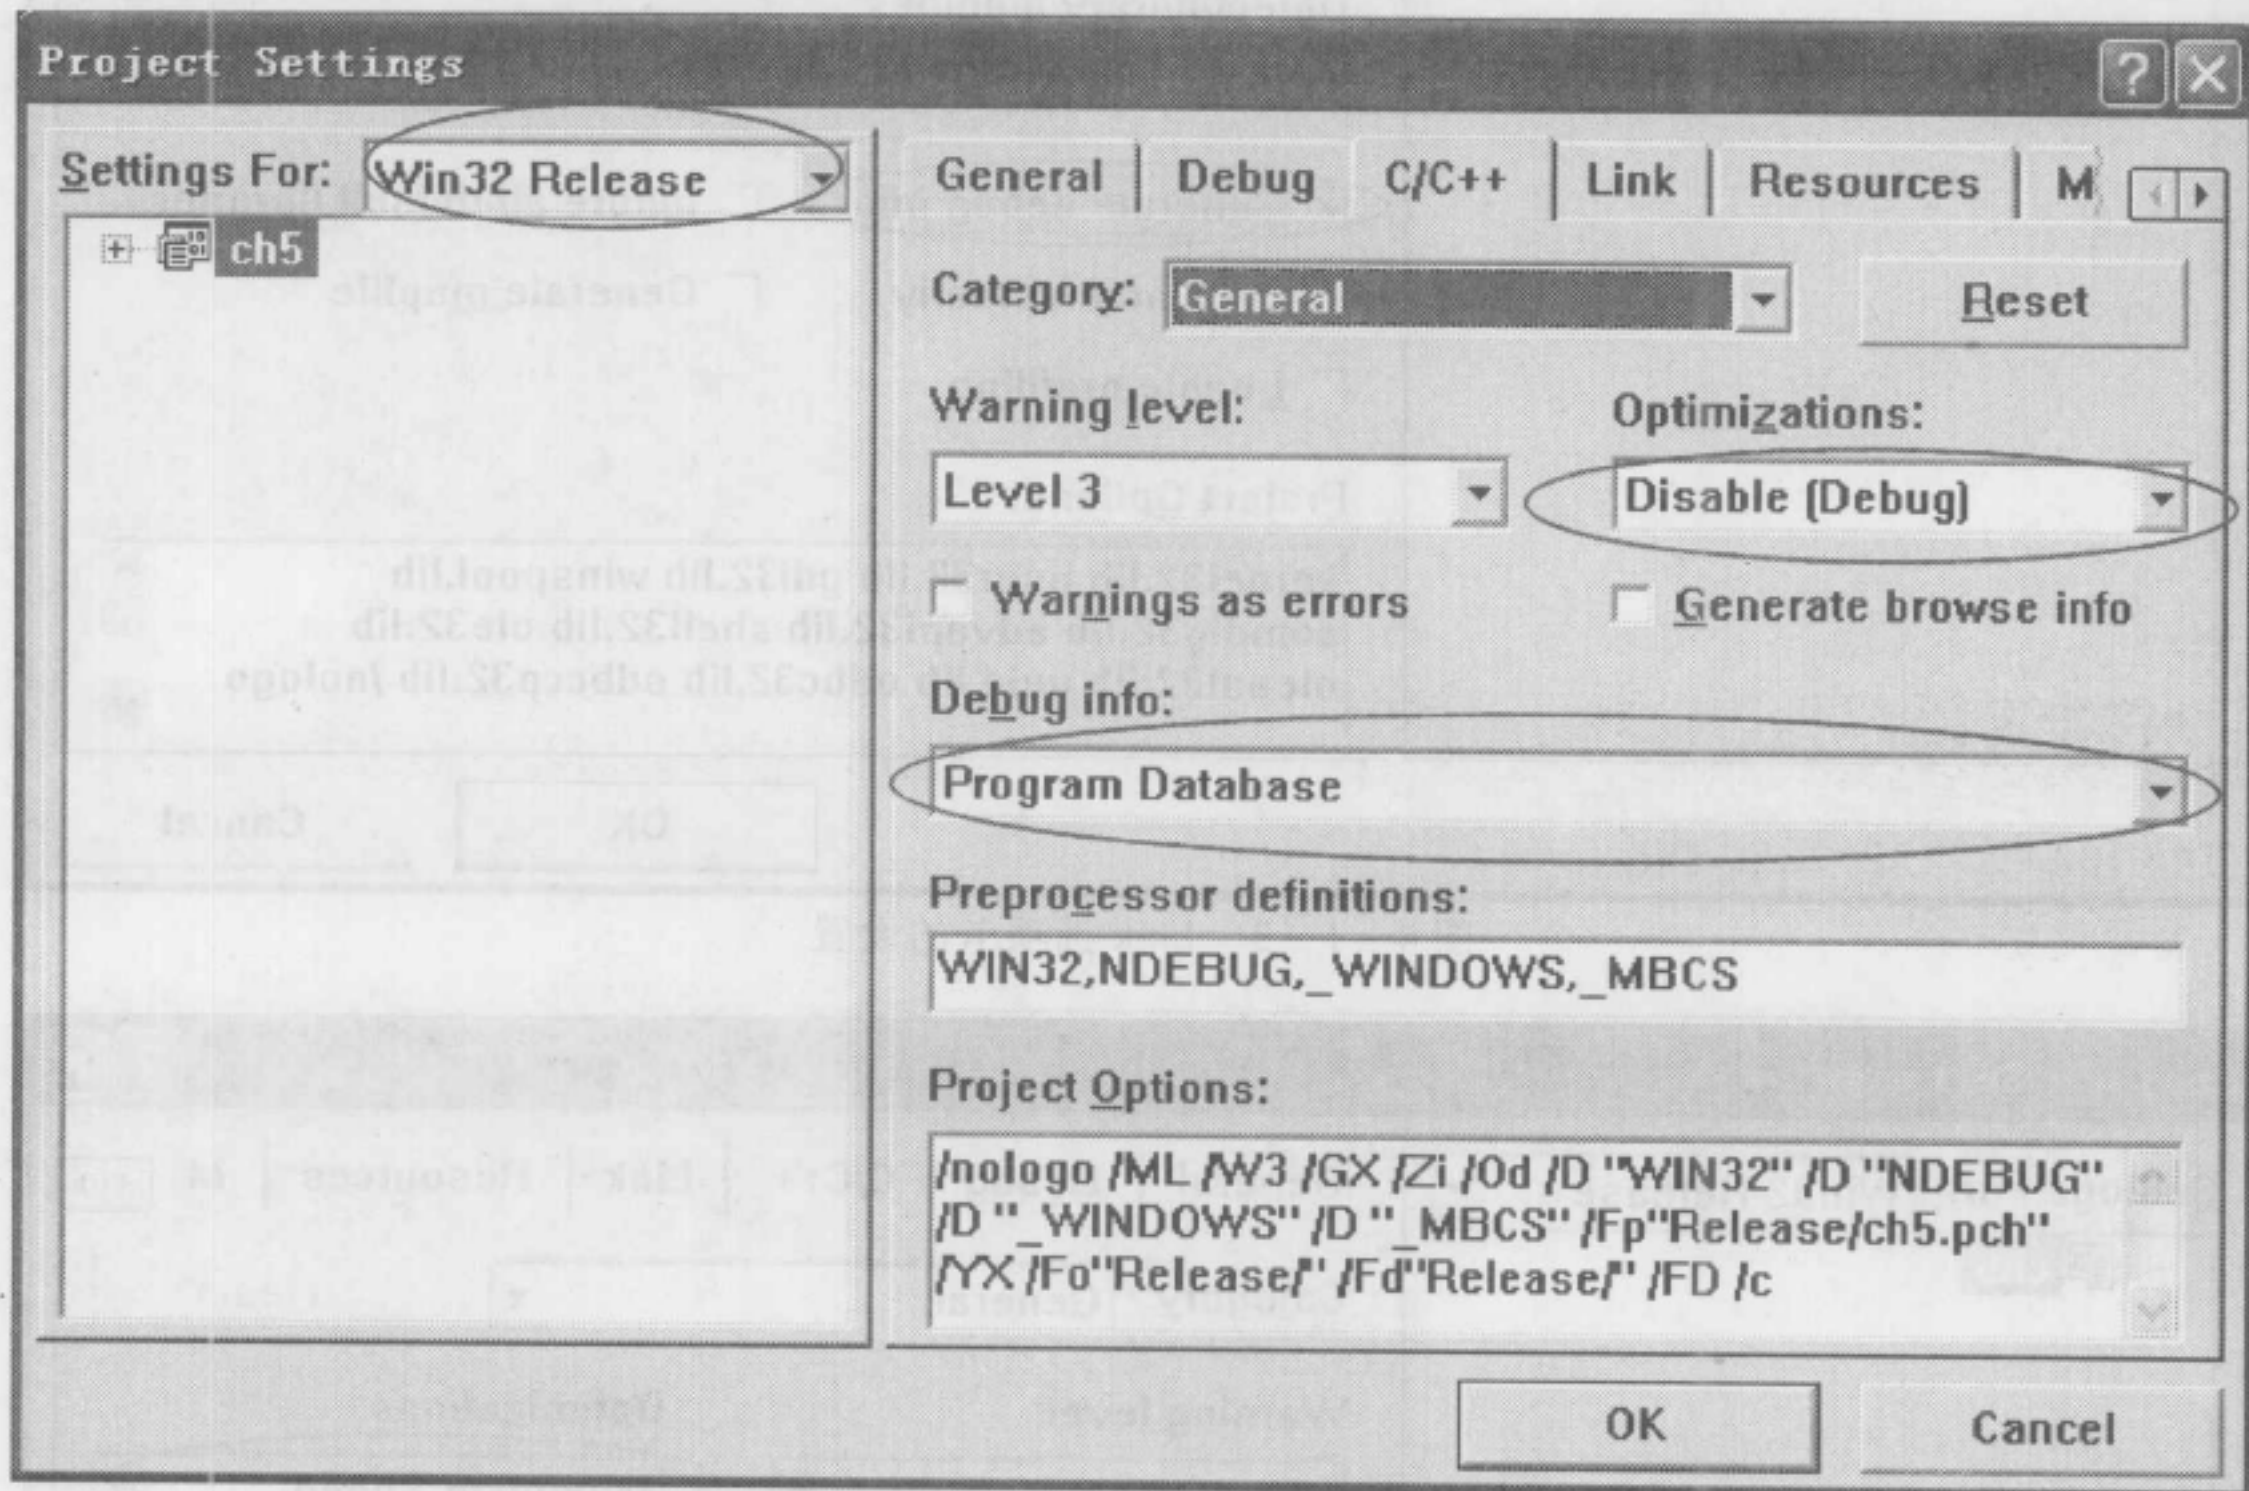 Project Settings
Settings For: Win32 Release
ch5
General Debug C/C++ Link Resources M
Category: General Reset
Warning level: Optimizations:
Level 3 Disable (Debug)
Warnings as errors Generate browse info
Debug info:
Program Database
Preprocessor definitions:
WIN32,NDEBUG,_WINDOWS,_MBCS
Project Options:
/nologo /ML /W3 /GX /Zi /Od /D "WIN32" /D "NDEBUG"
/D "_WINDOWS" /D "_MBCS" /Fp"Release/ch5.pch"
/YX /Fo"Release/" /Fd"Release/" /FD /c
OK Cancel